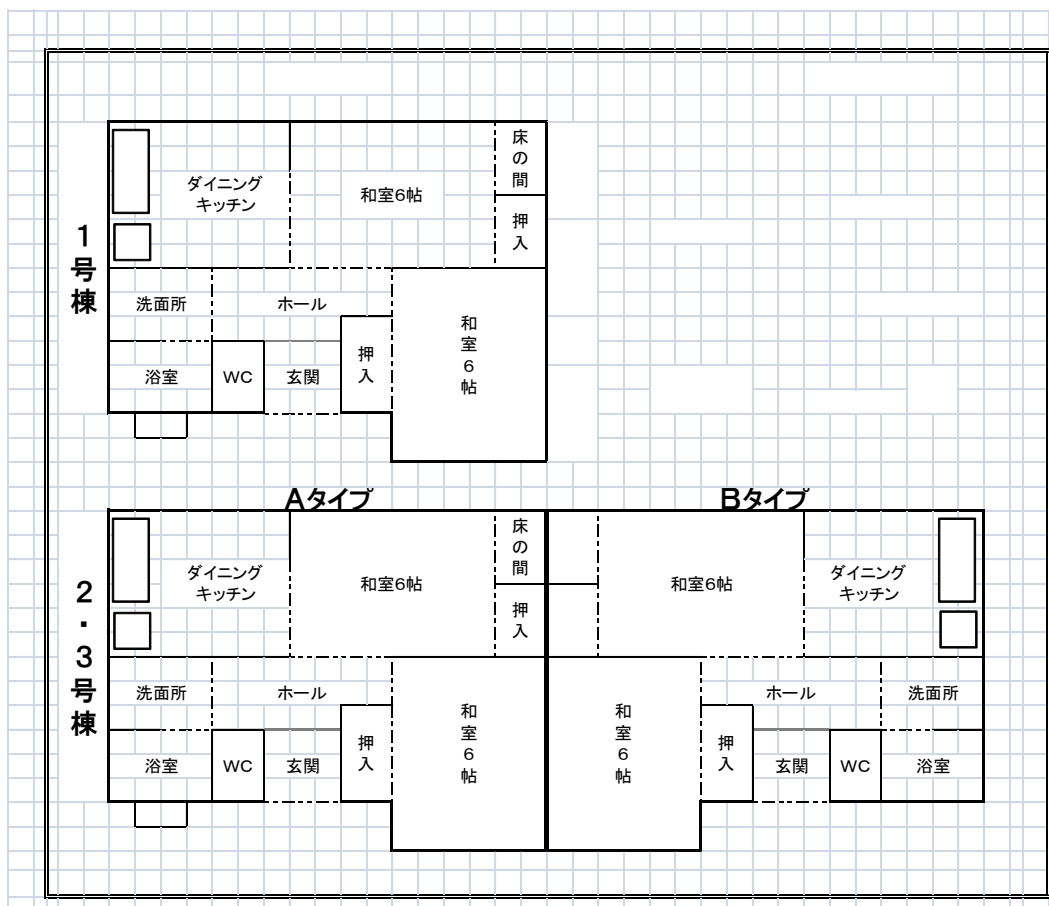 1号棟
ダイニング
キッチン
和室6帖
床の間
押入
洗面所
ホール
和室6帖
押入
浴室
WC
玄関
Aタイプ
Bタイプ
2・3号棟
ダイニング
キッチン
和室6帖
床の間
押入
和室6帖
ダイニング
キッチン
洗面所
ホール
和室6帖
押入
浴室
WC
玄関
和室6帖
押入
ホール
洗面所
玄関
WC
浴室